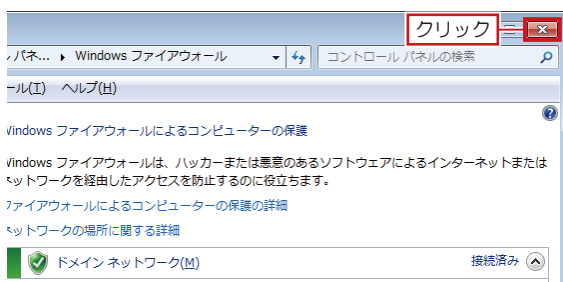 クリック
パネ... ▶ Windows ファイアウォール
コントロール パネルの検索
ール(T) ヘルプ(H)
Windows ファイアウォールによるコンピューターの保護
Windows ファイアウォールは、ハッカーまたは悪意のあるソフトウェアによるインターネットまたは
ネットワークを経由したアクセスを防止するのに役立ちます。
ファイアウォールによるコンピューターの保護の詳細
ネットワークの場所に関する詳細
ドメイン ネットワーク(M)
接続済み